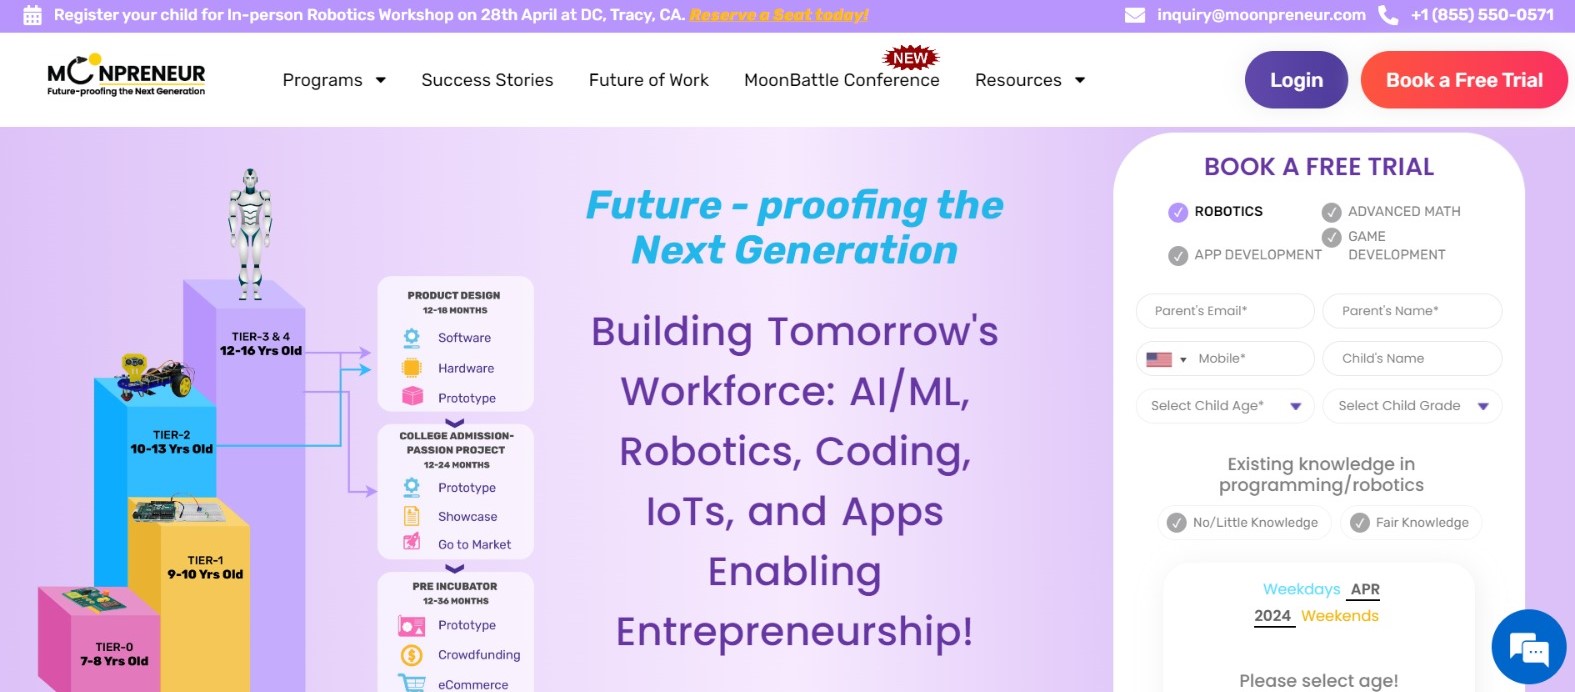 Register your child for In-person Robotics Workshop on 28th April at DC, Tracy, CA. Reserve a Seat today!
inquiry@moonpreneur.com
+1 (855) 550-0571
MOONPRENEUR
Future-proofing the Next Generation
Programs
Success Stories
Future of Work
NEW
MoonBattle Conference
Resources
Login
Book a Free Trial
TIER-3 & 4
12-16 Yrs Old
TIER-2
10-13 Yrs Old
TIER-1
9-10 Yrs Old
TIER-0
7-8 Yrs Old
PRODUCT DESIGN
12-18 MONTHS
Software
Hardware
Prototype
COLLEGE ADMISSION-
PASSION PROJECT
12-24 MONTHS
Prototype
Showcase
Go to Market
PRE INCUBATOR
12-36 MONTHS
Prototype
Crowdfunding
eCommerce
Future - proofing the
Next Generation
Building Tomorrow's
Workforce: AI/ML,
Robotics, Coding,
IoTs, and Apps
Enabling
Entrepreneurship!
BOOK A FREE TRIAL
ROBOTICS
ADVANCED MATH
APP DEVELOPMENT
GAME
DEVELOPMENT
Parent's Email*
Parent's Name*
Mobile*
Child's Name
Select Child Age*
Select Child Grade
Existing knowledge in
programming/robotics
No/Little Knowledge
Fair Knowledge
Weekdays APR
2024 Weekends
Please select age!